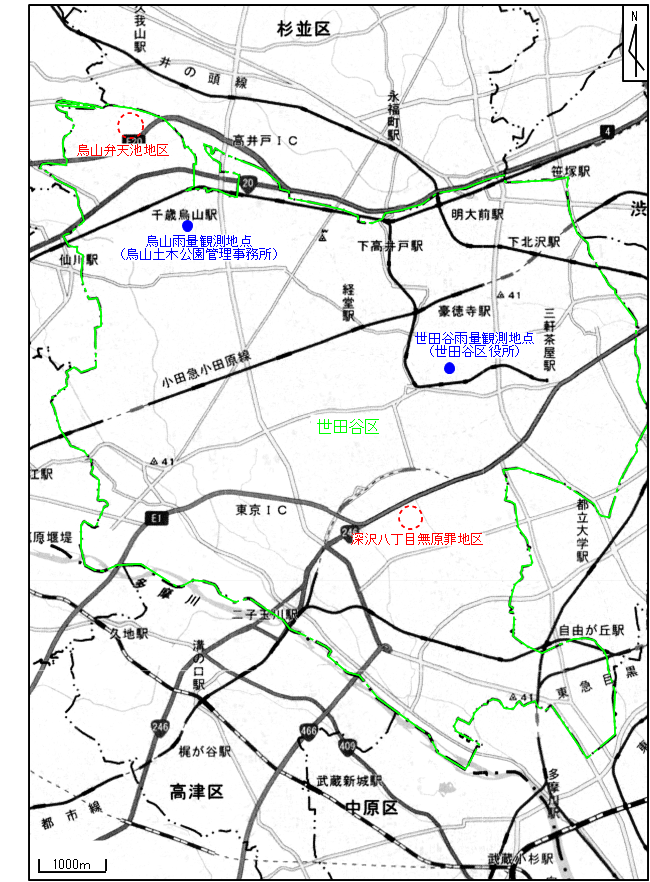 久我山駅
杉並区
N
井の頭線
永福町駅
高井戸IC
4
E20
烏山弁天池地区
笹塚駅
20
渋
千歳烏山駅
明大前駅
烏山雨量観測地点
(烏山土木公園管理事務所)
下高井戸駅
下北沢駅
仙川駅
経堂駅
41
豪徳寺駅
三軒茶屋駅
世田谷雨量観測地点
(世田谷区役所)
小田急小田原線
世田谷区
41
江駅
都立大学駅
東京IC
E1
246
深沢八丁目無原罪地区
原堰堤
多摩川
二子玉川駅
久地駅
自由が丘駅
溝の口駅
41
東急目黒
246
466
409
梶が谷駅
武蔵新城駅
多摩川駅
高津区
中原区
都市線
東
武蔵小杉駅
1000m